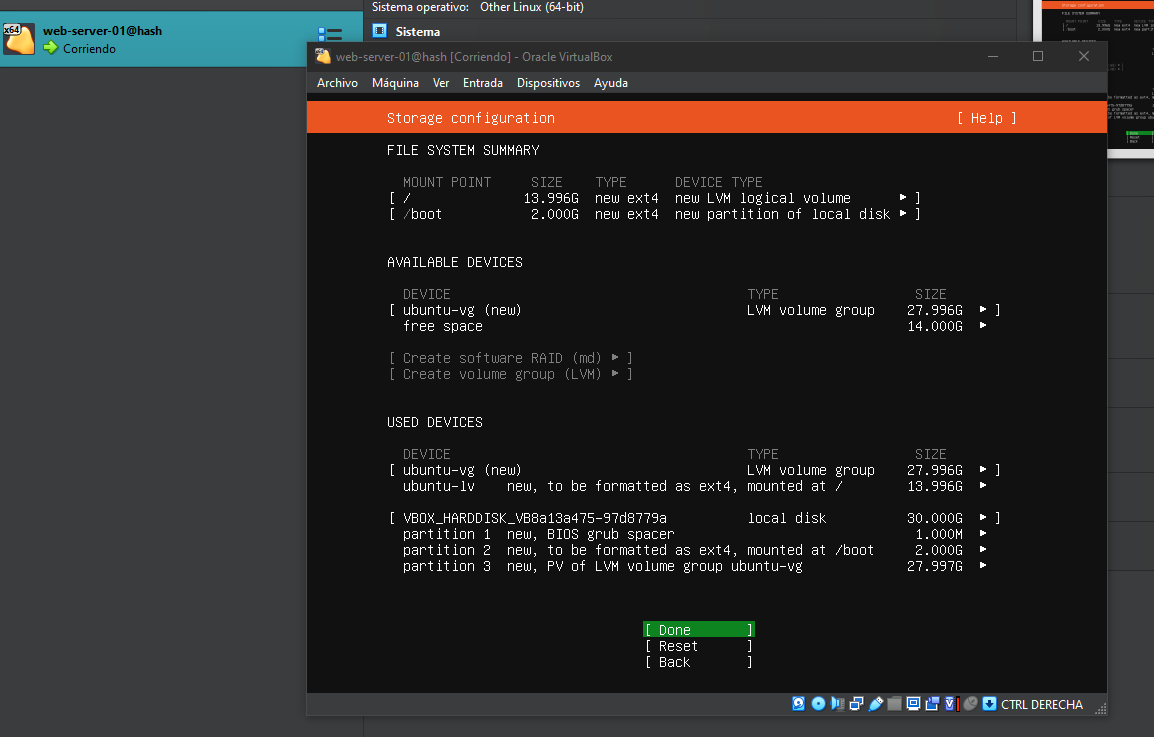 Sistema operativo: Other Linux (64-bit)
x64
web-server-01@hash
Corriendo
Sistema
web-server-01@hash [Corriendo] - Oracle VirtualBox
Archivo Máquina Ver Entrada Dispositivos Ayuda
Storage configuration [ Help ]
FILE SYSTEM SUMMARY
MOUNT POINT SIZE TYPE DEVICE TYPE
[ / 13.996G new ext4 new LVM logical volume ▸ ]
[ /boot 2.000G new ext4 new partition of local disk ▸ ]
AVAILABLE DEVICES
DEVICE TYPE SIZE
[ ubuntu-vg (new) LVM volume group 27.996G ▸ ]
free space 14.000G ▸
[ Create software RAID (md) ▸ ]
[ Create volume group (LVM) ▸ ]
USED DEVICES
DEVICE TYPE SIZE
[ ubuntu-vg (new) LVM volume group 27.996G ▸ ]
ubuntu-lv new, to be formatted as ext4, mounted at / 13.996G ▸
[ VBOX_HARDDISK_VB8a13a475-97d8779a local disk 30.000G ▸ ]
partition 1 new, BIOS grub spacer 1.000M ▸
partition 2 new, to be formatted as ext4, mounted at /boot 2.000G ▸
partition 3 new, PV of LVM volume group ubuntu-vg 27.997G ▸
[ Done ]
[ Reset ]
[ Back ]
CTRL DERECHA